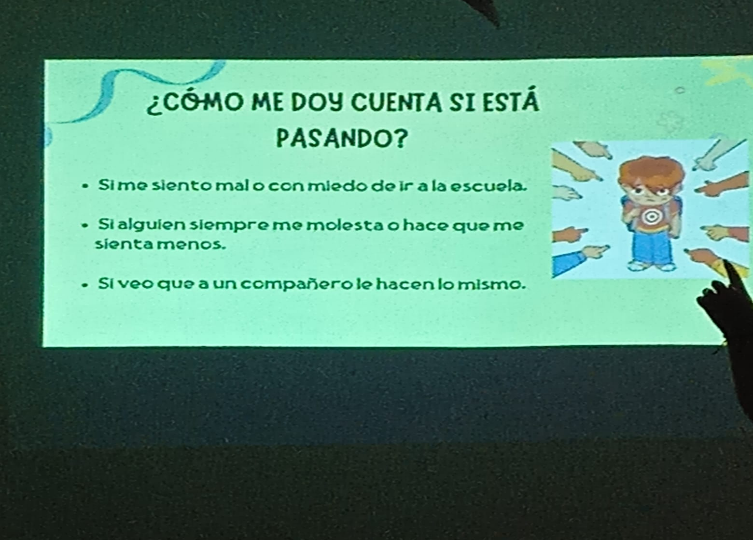 ¿CÓMO ME DOY CUENTA SI ESTÁ
PASANDO?
• Si me siento mal o con miedo de ir a la escuela.
• Si alguien siempre me molesta o hace que me
sienta menos.
• Si veo que a un compañero le hacen lo mismo.